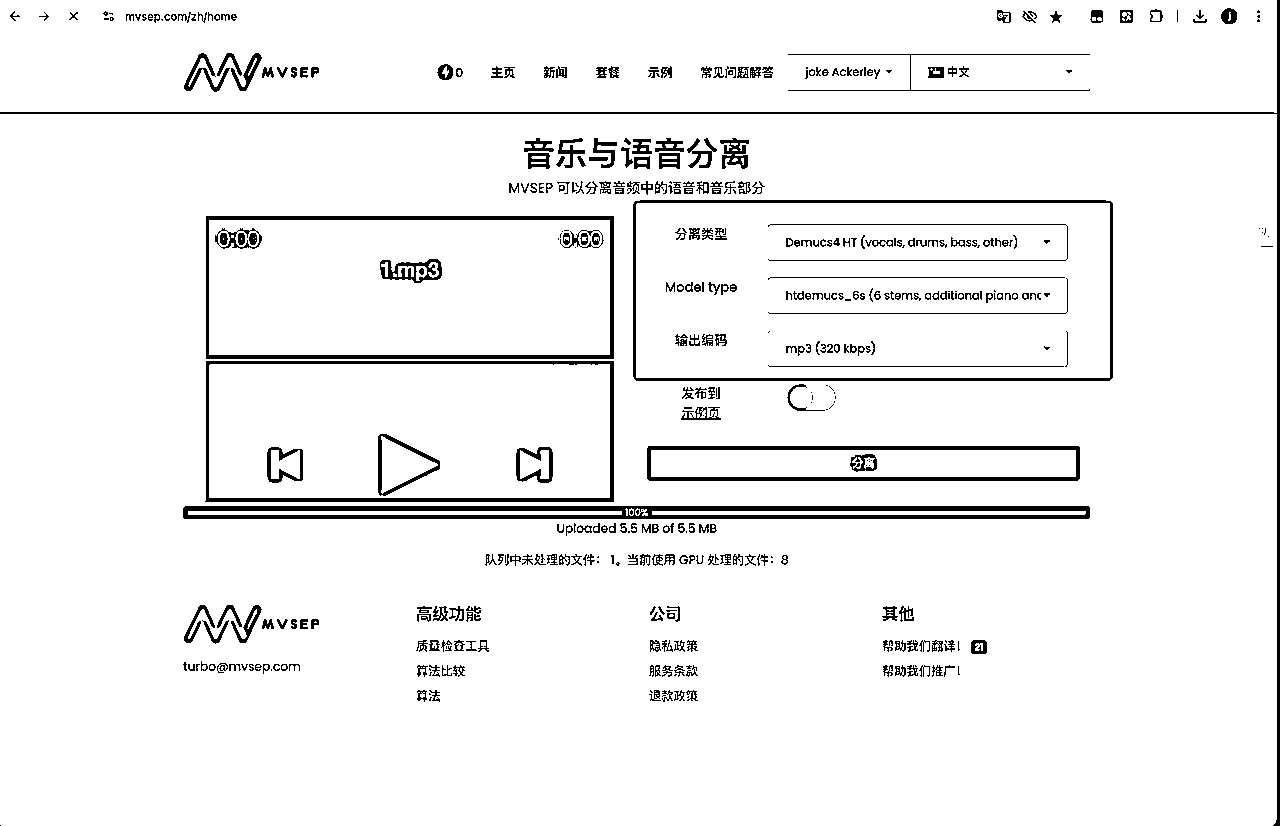 mvsep.com/zh/home
MVSEP
0 主页 新闻 套餐 示例 常见问题解答 joke Ackerley 中文
音乐与语音分离
MVSEP 可以分离音频中的语音和音乐部分
0:00 0:00
1.mp3
分离类型 Demucs4 HT (vocals, drums, bass, other)
Model type htdemucs_6s (6 stems, additional piano and
输出编码 mp3 (320 kbps)
发布到
示例页
分离
100%
Uploaded 5.5 MB of 5.5 MB
队列中未处理的文件： 1。当前使用 GPU 处理的文件：8
MVSEP
turbo@mvsep.com
高级功能
质量检查工具
算法比较
算法
公司
隐私政策
服务条款
退款政策
其他
帮助我们翻译！ 21
帮助我们推广！